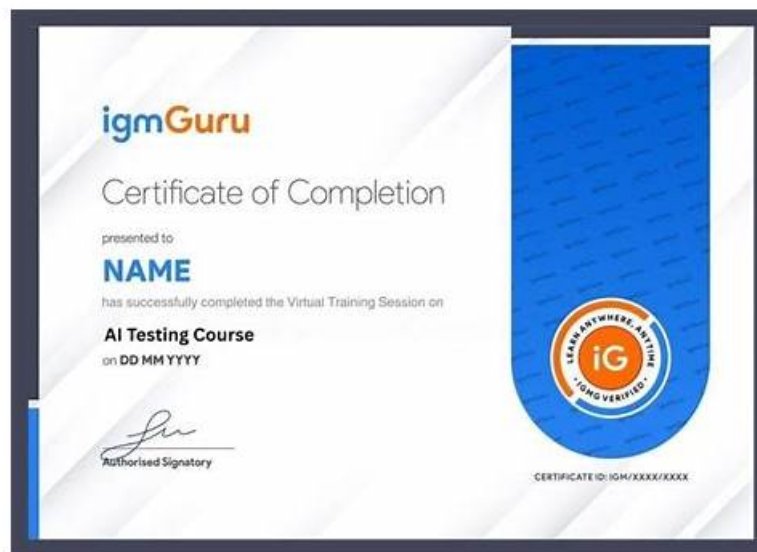 igmGuru
Certificate of Completion
presented to
NAME
has successfully completed the Virtual Training Session on
AI Testing Course
on DD MM YYYY
Authorised Signatory
LEARN ANYWHERE, ANYTIME
iG
• IGMG VERIFIED •
CERTIFICATE ID: IGM/XXXX/XXXX